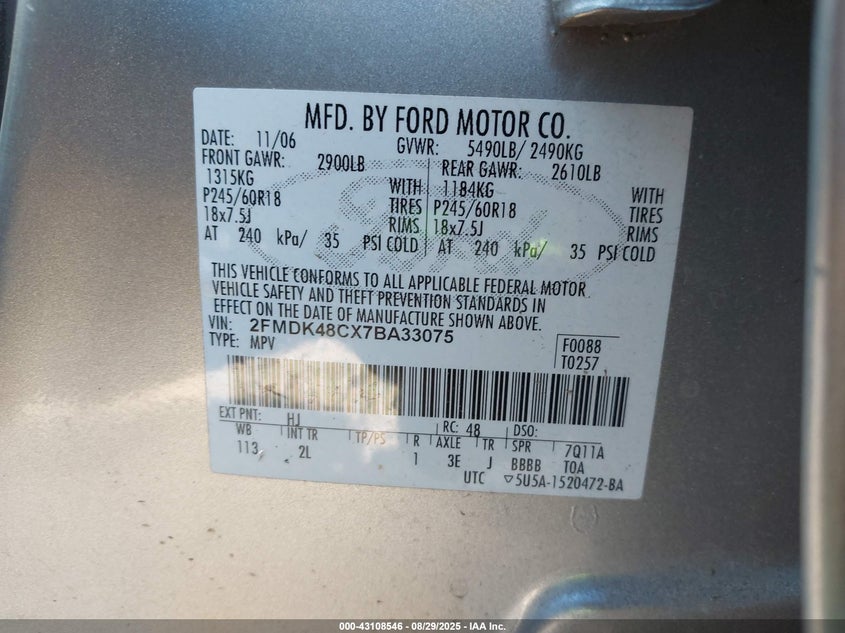 MFD. BY FORD MOTOR CO.
DATE: 11/06 GVWR: 5490LB/ 2490KG
FRONT GAWR: 2900LB REAR GAWR: 2610LB
1315KG WITH 1184KG WITH
P245/60R18 TIRES P245/60R18 TIRES
18x7.5J RIMS 18x7.5J RIMS
AT 240 kPa/ 35 PSI COLD AT 240 kPa/ 35 PSI COLD
Ford
THIS VEHICLE CONFORMS TO ALL APPLICABLE FEDERAL MOTOR
VEHICLE SAFETY AND THEFT PREVENTION STANDARDS IN
EFFECT ON THE DATE OF MANUFACTURE SHOWN ABOVE.
VIN: 2FMDK48CX7BA33075
TYPE: MPV
F0088
T0257
EXT PNT: HJ RC: 48 DSO:
WB INT TR TP/PS R AXLE TR SPR 7Q11A
113 2L 1 3E J BBBB TOA
UTC ▽5U5A-1520472-BA
000-43108546 - 08/29/2025 - IAA Inc.